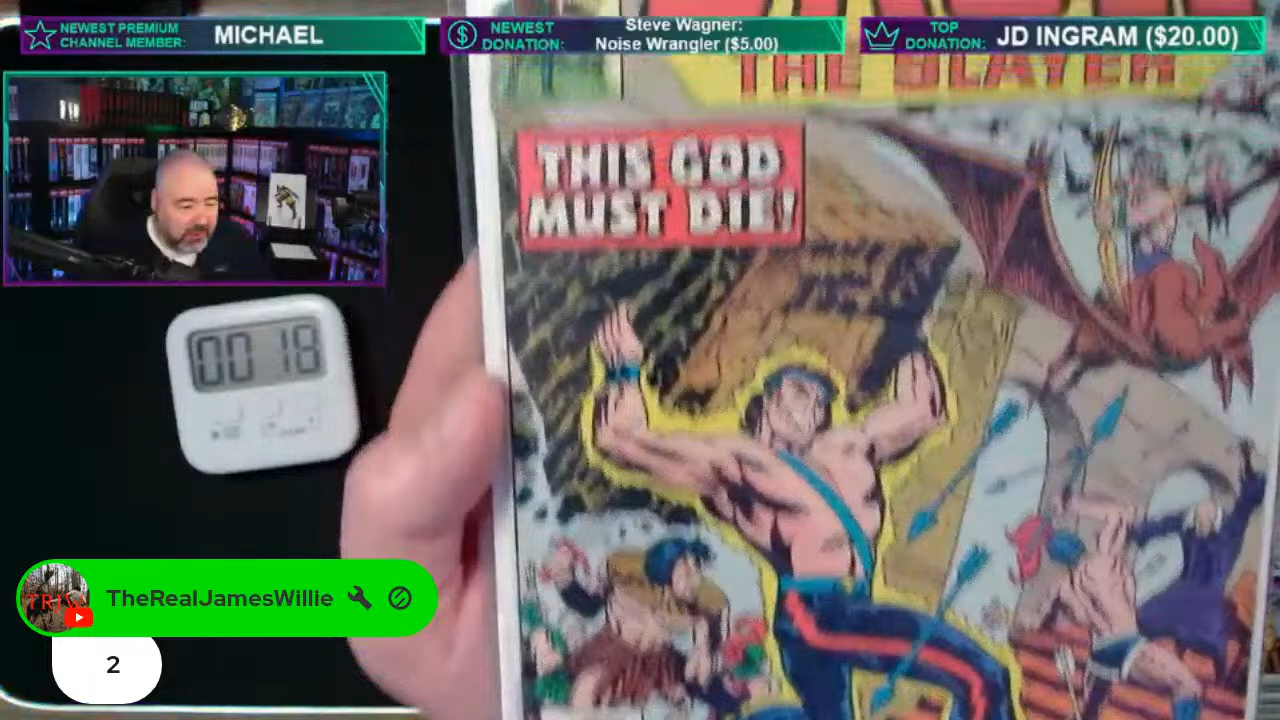 NEWEST PREMIUM
CHANNEL MEMBER:
MICHAEL
NEWEST
DONATION:
Steve Wagner:
Noise Wrangler ($5.00)
TOP
DONATION:
JD INGRAM ($20.00)
THE SLAYER
THIS GOD
MUST DIE!
00 18
TheRealJamesWillie
2